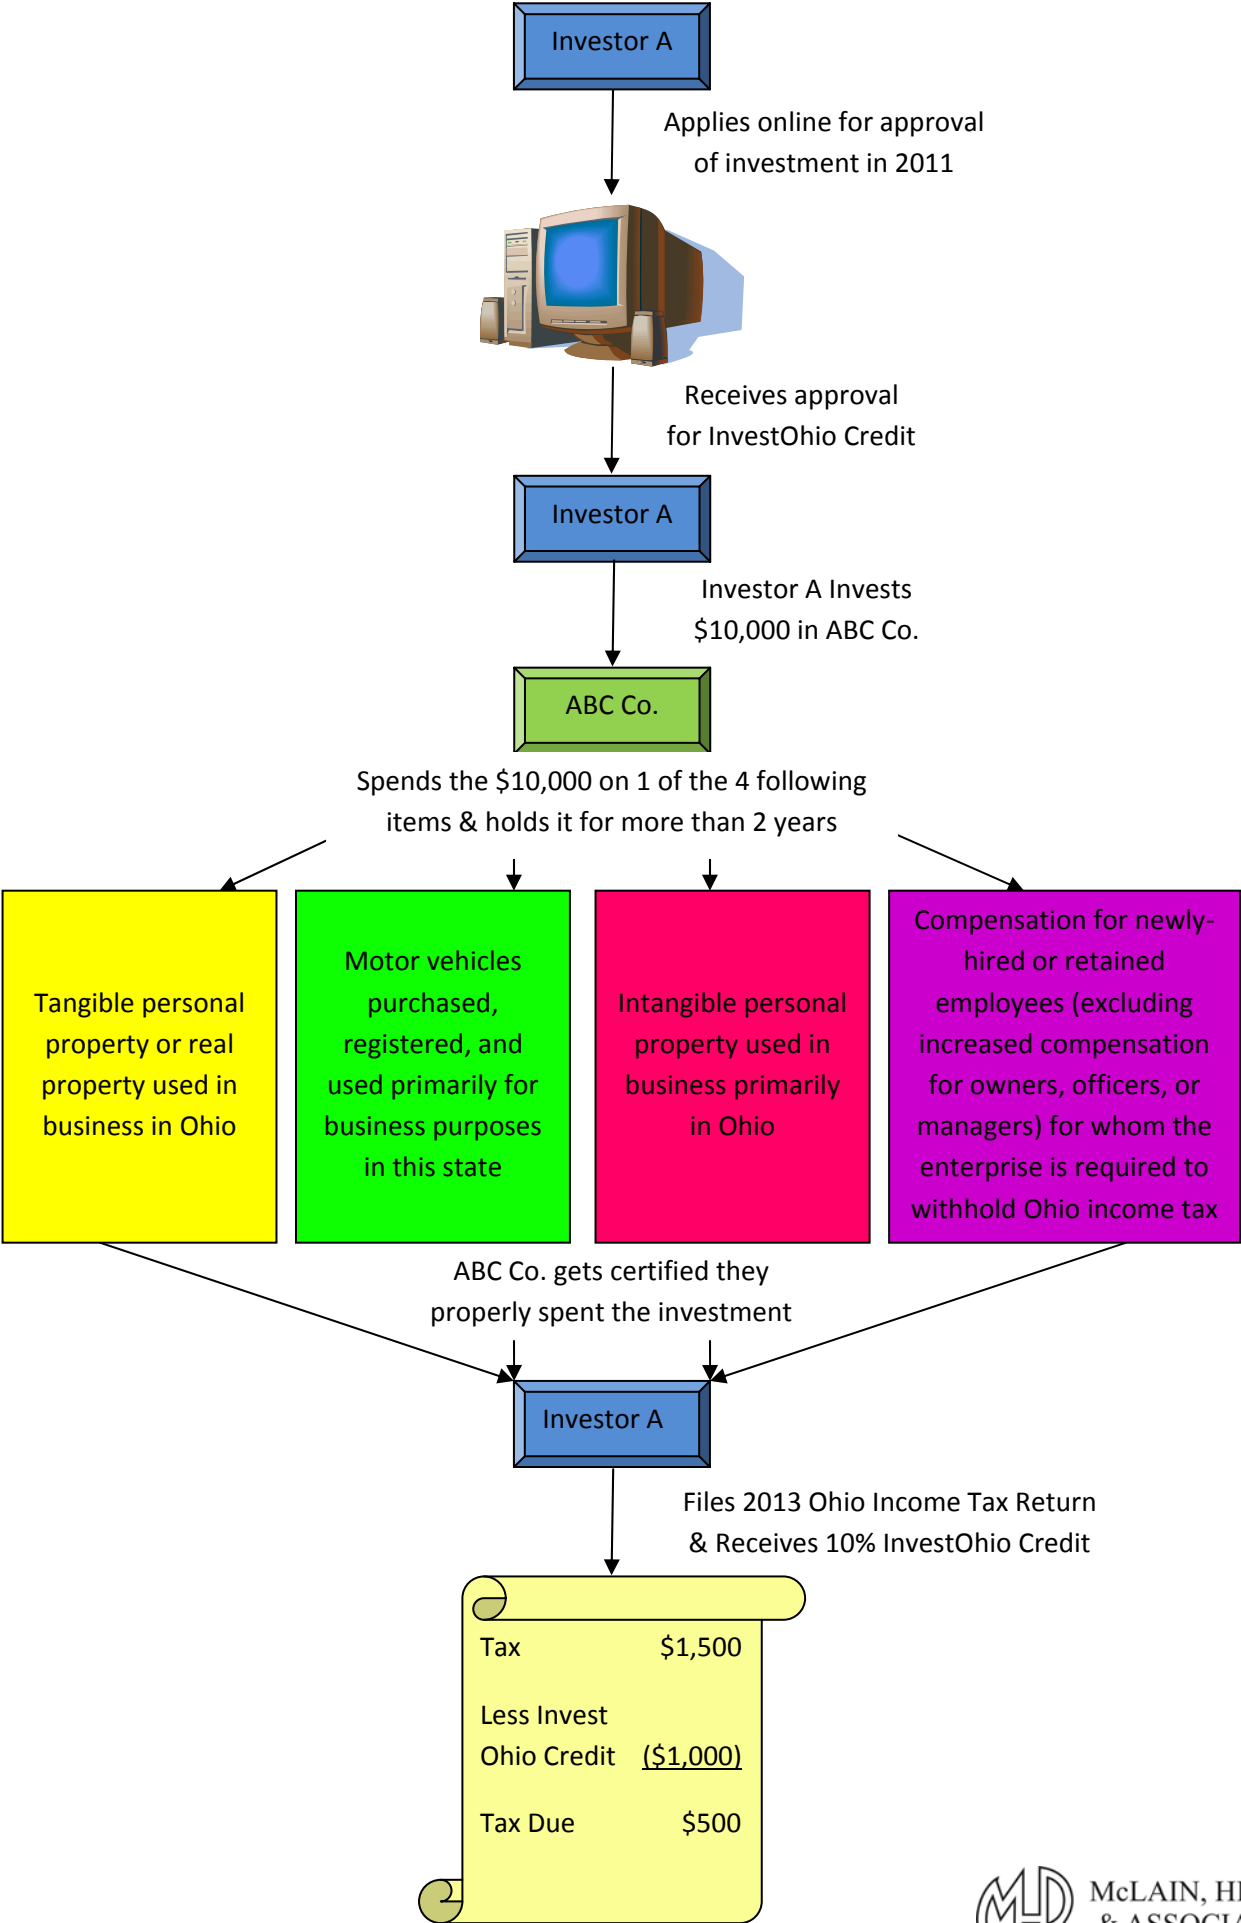 Investor A
Applies online for approval
of investment in 2011
Receives approval
for InvestOhio Credit
Investor A
Investor A Invests
$10,000 in ABC Co.
ABC Co.
Spends the $10,000 on 1 of the 4 following
items & holds it for more than 2 years
Tangible personal
property or real
property used in
business in Ohio
Motor vehicles
purchased,
registered, and
used primarily for
business purposes
in this state
Intangible personal
property used in
business primarily
in Ohio
Compensation for newly-
hired or retained
employees (excluding
increased compensation
for owners, officers, or
managers) for whom the
enterprise is required to
withhold Ohio income tax
ABC Co. gets certified they
properly spent the investment
Investor A
Files 2013 Ohio Income Tax Return
& Receives 10% InvestOhio Credit
Tax $1,500
Less Invest
Ohio Credit ($1,000)
Tax Due $500
McLAIN,
&